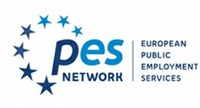 pes
NETWORK
EUROPEAN
PUBLIC
EMPLOYMENT
SERVICES